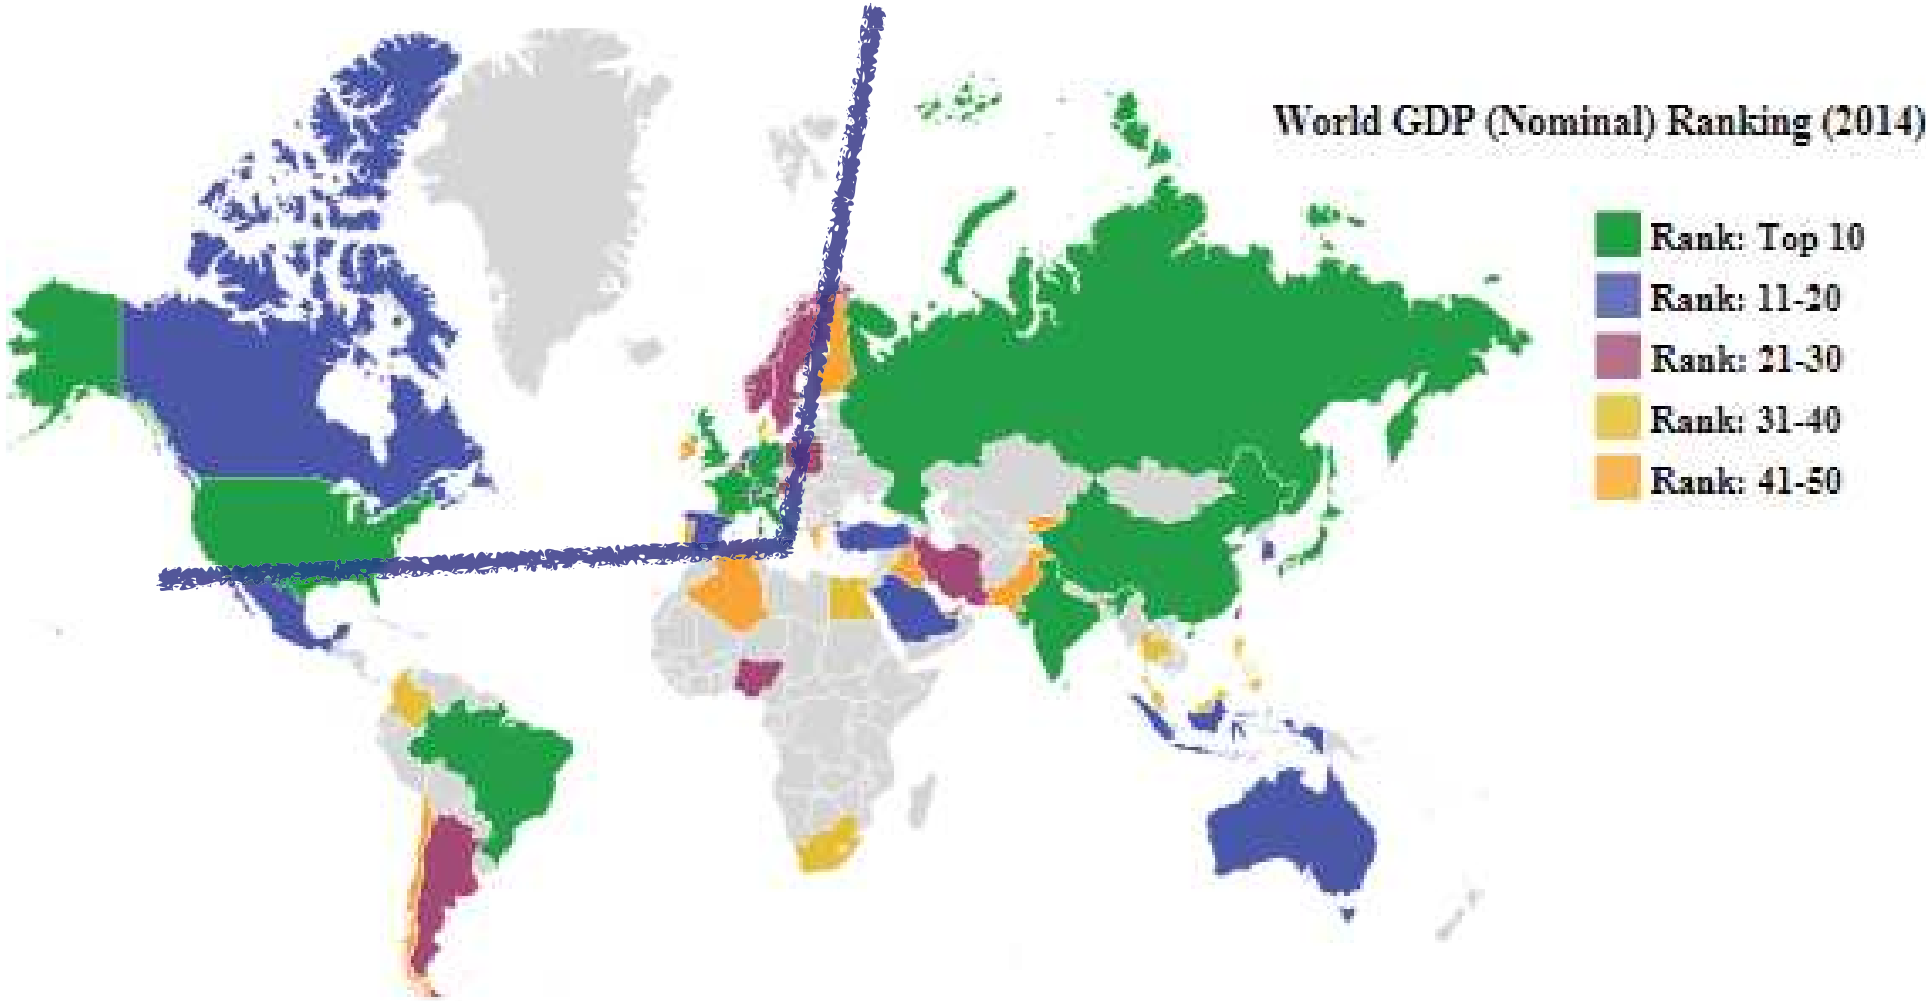 World GDP (Nominal) Ranking (2014)
Rank: Top 10
Rank: 11-20
Rank: 21-30
Rank: 31-40
Rank: 41-50